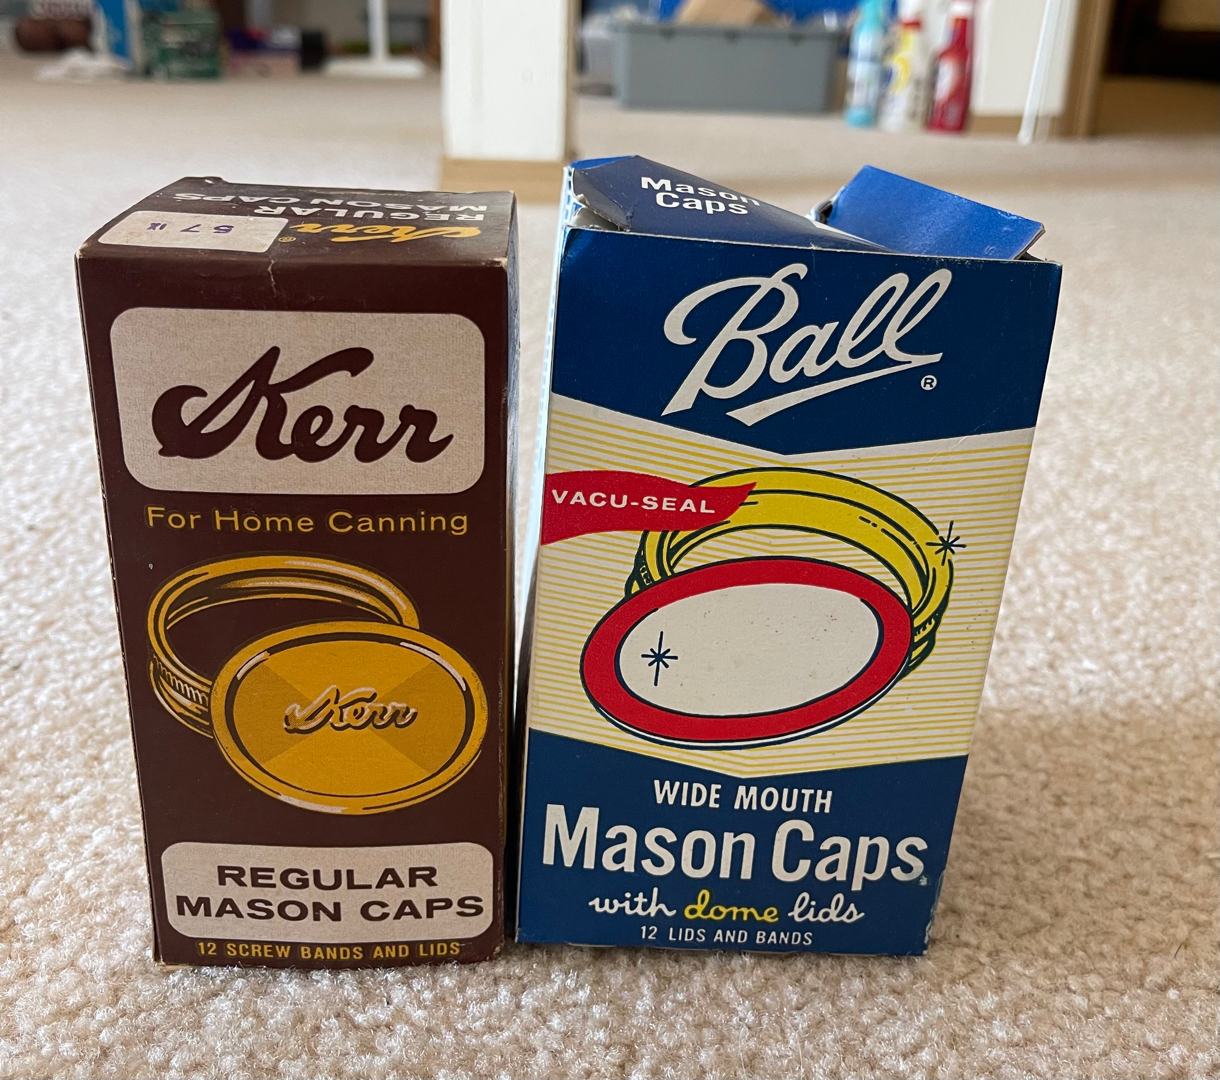 REGULAR
MASON CAPS
Kerr®
57
Kerr
For Home Canning
Kerr
REGULAR
MASON CAPS
12 SCREW BANDS AND LIDS
Mason
Caps
Ball®
VACU-SEAL
WIDE MOUTH
Mason Caps
with dome lids
12 LIDS AND BANDS